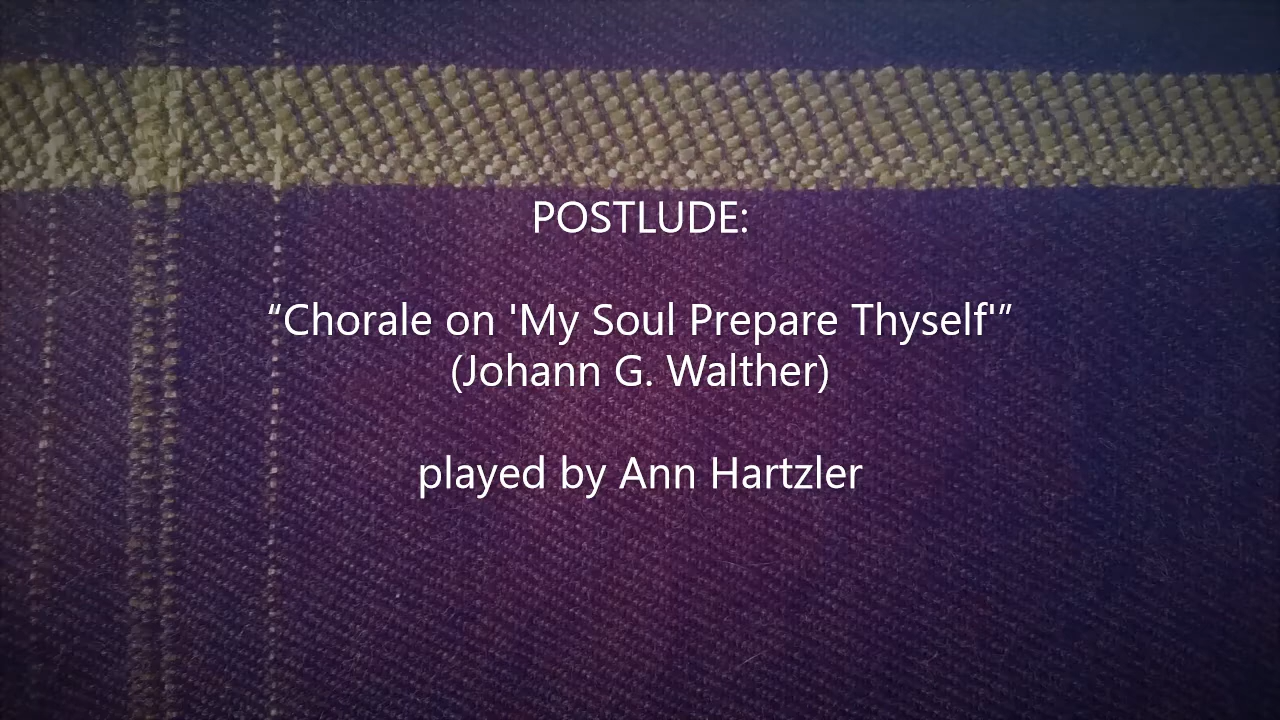 POSTLUDE:
“Chorale on 'My Soul Prepare Thyself'”
(Johann G. Walther)
played by Ann Hartzler